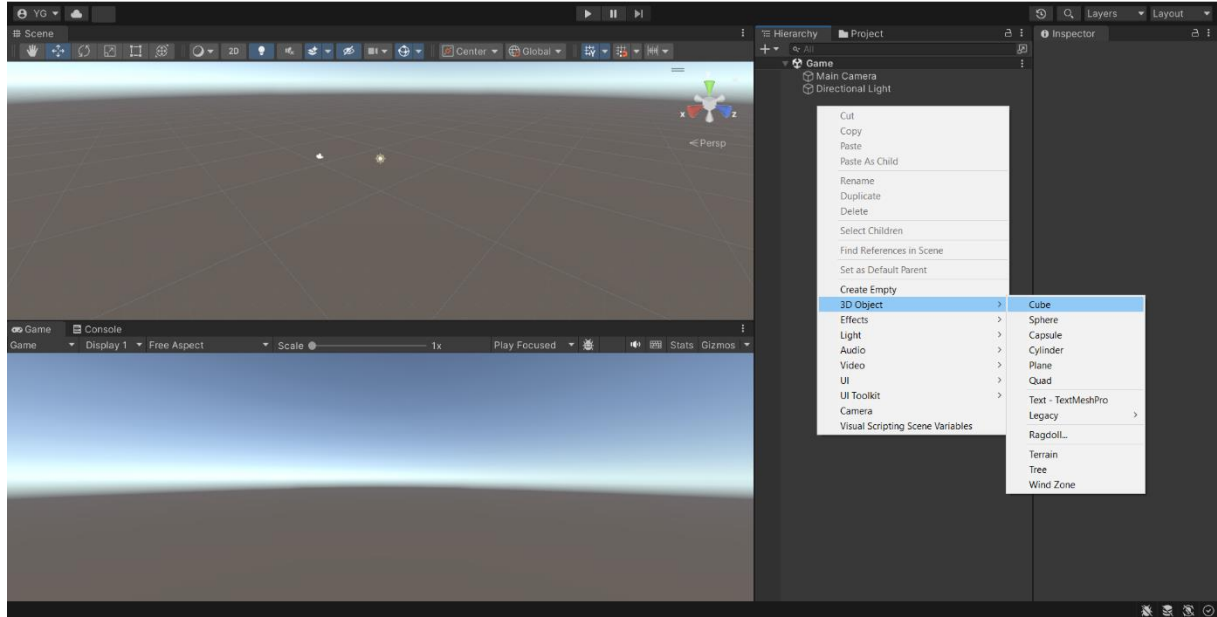 YG
Layers
Layout
Scene
2D
Center
Global
x
z
Persp
Game
Console
Game
Display 1
Free Aspect
Scale
1x
Play Focused
Stats
Gizmos
Hierarchy
Project
All
Game
Main Camera
Directional Light
Inspector
Cut
Copy
Paste
Paste As Child
Rename
Duplicate
Delete
Select Children
Find References in Scene
Set as Default Parent
Create Empty
3D Object
Effects
Light
Audio
Video
UI
UI Toolkit
Camera
Visual Scripting Scene Variables
Cube
Sphere
Capsule
Cylinder
Plane
Quad
Text - TextMeshPro
Legacy
Ragdoll...
Terrain
Tree
Wind Zone